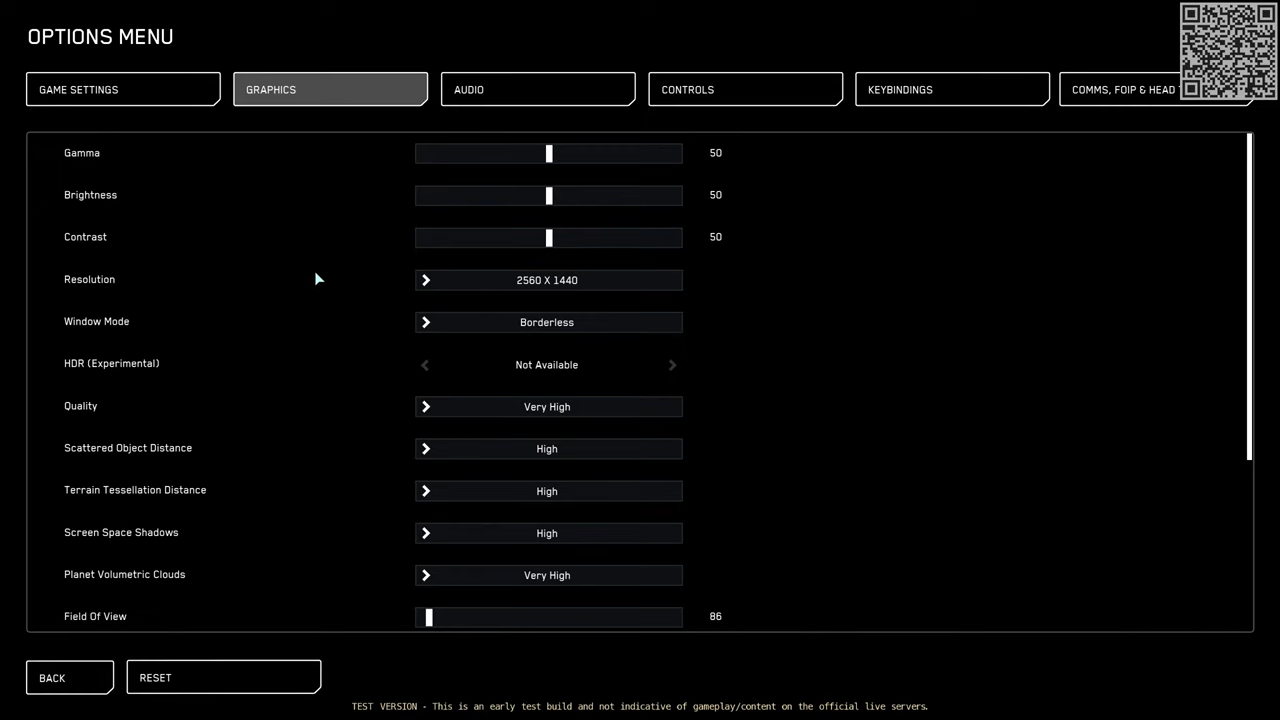 OPTIONS MENU
GAME SETTINGS
GRAPHICS
AUDIO
CONTROLS
KEYBINDINGS
COMMS, FOIP & HEAD
Gamma 50
Brightness 50
Contrast 50
Resolution 2560 X 1440
Window Mode Borderless
HDR (Experimental) Not Available
Quality Very High
Scattered Object Distance High
Terrain Tessellation Distance High
Screen Space Shadows High
Planet Volumetric Clouds Very High
Field Of View 86
BACK
RESET
TEST VERSION - This is an early test build and not indicative of gameplay/content on the official live servers.